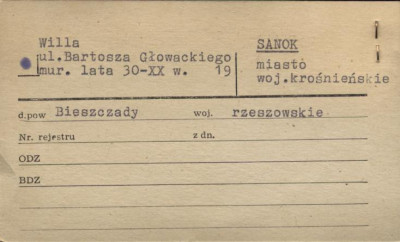 Willa
ul.Bartosza Głowackiego
mur. lata 30-XX w. 19
SANOK
miasto
woj.krośnieńskie
d.pow Bieszczady woj. rzeszowskie
Nr. rejestru z dn.
ODZ
BDZ